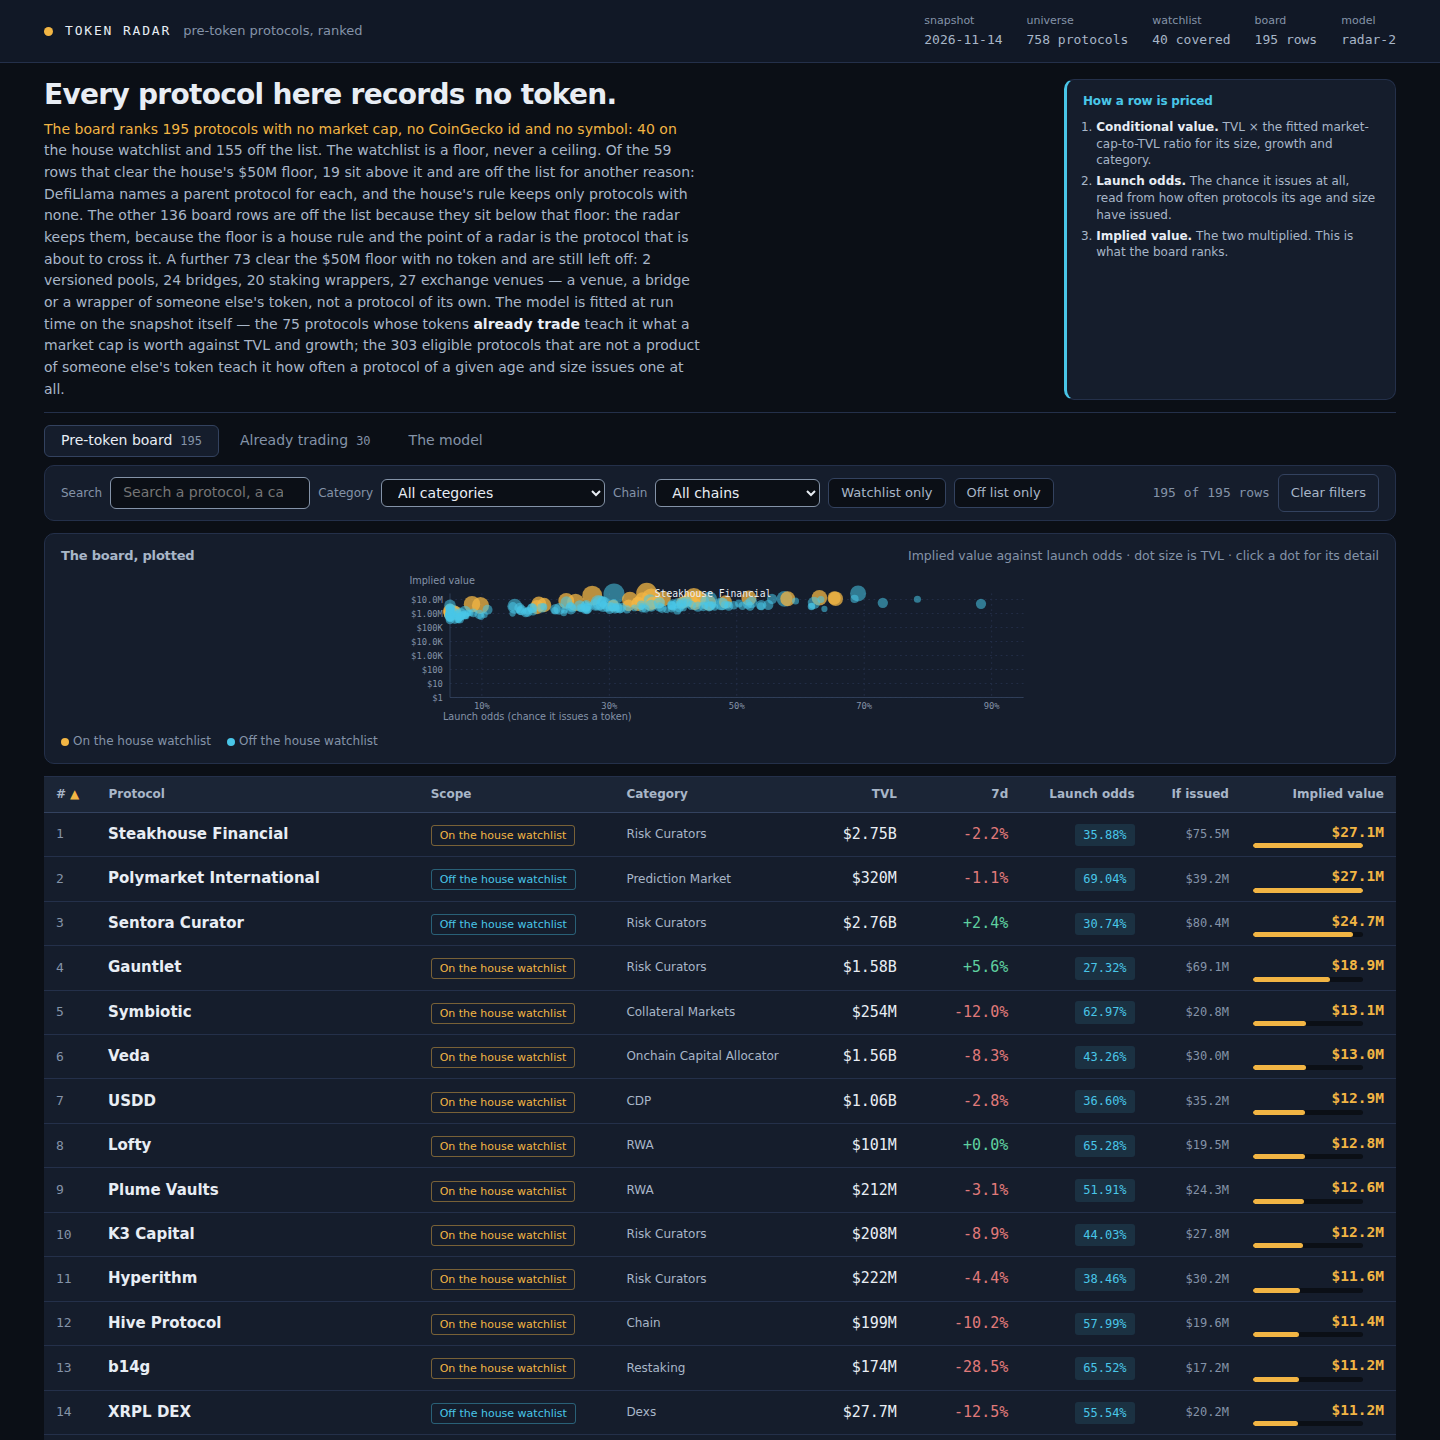 TOKEN RADAR pre-token protocols, ranked
snapshot universe watchlist board model
2026-11-14 758 protocols 40 covered 195 rows radar-2
Every protocol here records no token.
The board ranks 195 protocols with no market cap, no CoinGecko id and no symbol: 40 on
the house watchlist and 155 off the list. The watchlist is a floor, never a ceiling. Of the 59
rows that clear the house's $50M floor, 19 sit above it and are off the list for another reason:
DefiLlama names a parent protocol for each, and the house's rule keeps only protocols with
none. The other 136 board rows are off the list because they sit below that floor: the radar
keeps them, because the floor is a house rule and the point of a radar is the protocol that is
about to cross it. A further 73 clear the $50M floor with no token and are still left off: 2
versioned pools, 24 bridges, 20 staking wrappers, 27 exchange venues — a venue, a bridge
or a wrapper of someone else's token, not a protocol of its own. The model is fitted at run
time on the snapshot itself — the 75 protocols whose tokens already trade teach it what a
market cap is worth against TVL and growth; the 303 eligible protocols that are not a product
of someone else's token teach it how often a protocol of a given age and size issues one at
all.
How a row is priced
1. Conditional value. TVL × the fitted market-
cap-to-TVL ratio for its size, growth and
category.
2. Launch odds. The chance it issues at all,
read from how often protocols its age and size
have issued.
3. Implied value. The two multiplied. This is
what the board ranks.
Pre-token board 195 Already trading 30 The model
Search Search a protocol, a ca Category All categories Chain All chains Watchlist only Off list only 195 of 195 rows Clear filters
The board, plotted Implied value against launch odds · dot size is TVL · click a dot for its detail
Implied value
Steakhouse Financial
$10.0M
$1.00M
$100K
$10.0K
$1.00K
$100
$10
$1
10% 30% 50% 70% 90%
Launch odds (chance it issues a token)
On the house watchlist Off the house watchlist
# ▲ Protocol Scope Category TVL 7d Launch odds If issued Implied value
1 Steakhouse Financial On the house watchlist Risk Curators $2.75B -2.2% 35.88% $75.5M $27.1M
2 Polymarket International Off the house watchlist Prediction Market $320M -1.1% 69.04% $39.2M $27.1M
3 Sentora Curator Off the house watchlist Risk Curators $2.76B +2.4% 30.74% $80.4M $24.7M
4 Gauntlet On the house watchlist Risk Curators $1.58B +5.6% 27.32% $69.1M $18.9M
5 Symbiotic On the house watchlist Collateral Markets $254M -12.0% 62.97% $20.8M $13.1M
6 Veda On the house watchlist Onchain Capital Allocator $1.56B -8.3% 43.26% $30.0M $13.0M
7 USDD On the house watchlist CDP $1.06B -2.8% 36.60% $35.2M $12.9M
8 Lofty On the house watchlist RWA $101M +0.0% 65.28% $19.5M $12.8M
9 Plume Vaults On the house watchlist RWA $212M -3.1% 51.91% $24.3M $12.6M
10 K3 Capital On the house watchlist Risk Curators $208M -8.9% 44.03% $27.8M $12.2M
11 Hyperithm On the house watchlist Risk Curators $222M -4.4% 38.46% $30.2M $11.6M
12 Hive Protocol On the house watchlist Chain $199M -10.2% 57.99% $19.6M $11.4M
13 b14g On the house watchlist Restaking $174M -28.5% 65.52% $17.2M $11.2M
14 XRPL DEX Off the house watchlist Dexs $27.7M -12.5% 55.54% $20.2M $11.2M